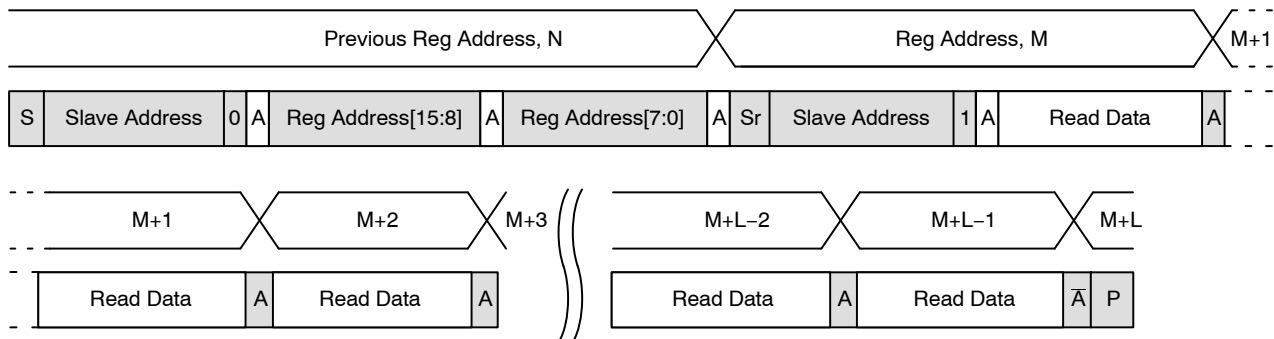 Previous Reg Address, N Reg Address, M M+1
S Slave Address 0 A Reg Address[15:8] A Reg Address[7:0] A Sr Slave Address 1 A Read Data A
M+1 M+2 M+3 M+L−2 M+L−1 M+L
Read Data A Read Data A Read Data A Read Data A̅ P